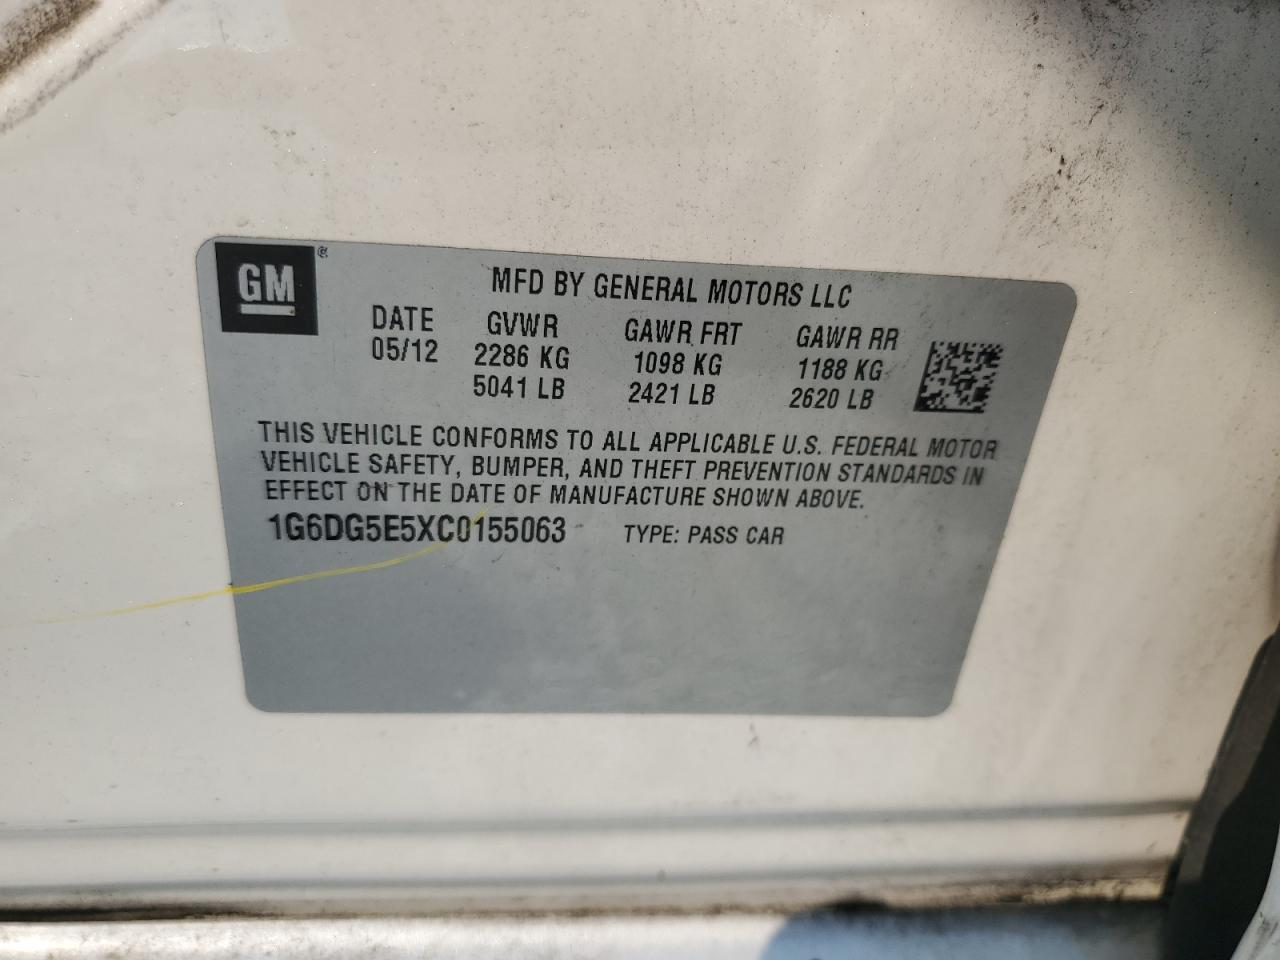 GM ®
MFD BY GENERAL MOTORS LLC
DATE GVWR GAWR FRT GAWR RR
05/12 2286 KG 1098 KG 1188 KG
5041 LB 2421 LB 2620 LB
THIS VEHICLE CONFORMS TO ALL APPLICABLE U.S. FEDERAL MOTOR
VEHICLE SAFETY, BUMPER, AND THEFT PREVENTION STANDARDS IN
EFFECT ON THE DATE OF MANUFACTURE SHOWN ABOVE.
1G6DG5E5XC0155063 TYPE: PASS CAR